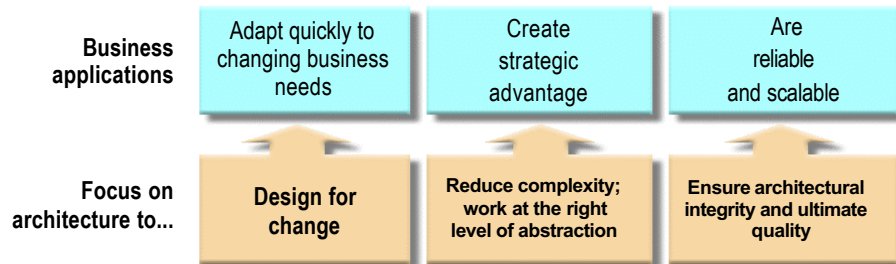 Business
applications
Adapt quickly to
changing business
needs
Create
strategic
advantage
Are
reliable
and scalable
Focus on
architecture to...
Design for
change
Reduce complexity;
work at the right
level of abstraction
Ensure architectural
integrity and ultimate
quality